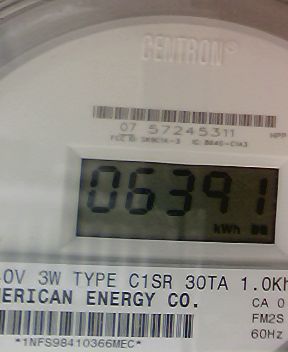 CENTRON®
07 57245311
06391
kWh
0V 3W TYPE C1SR 30TA 1.0Kh
MERICAN ENERGY CO.
CA 0
FM2S
60Hz
*1NFS98410366MEC*